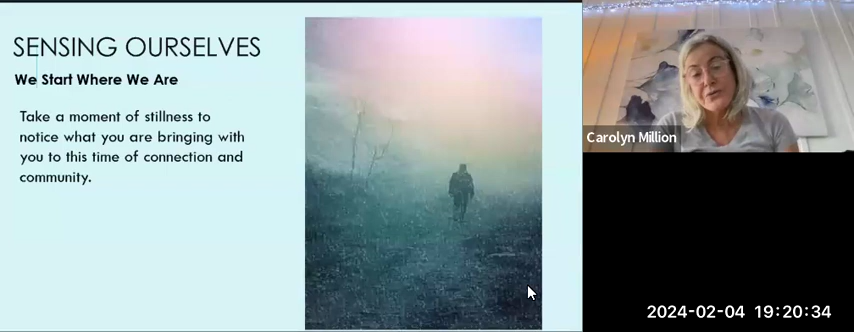 SENSING OURSELVES
We Start Where We Are
Take a moment of stillness to
notice what you are bringing with
you to this time of connection and
community.
Carolyn Million
2024-02-04 19:20:34